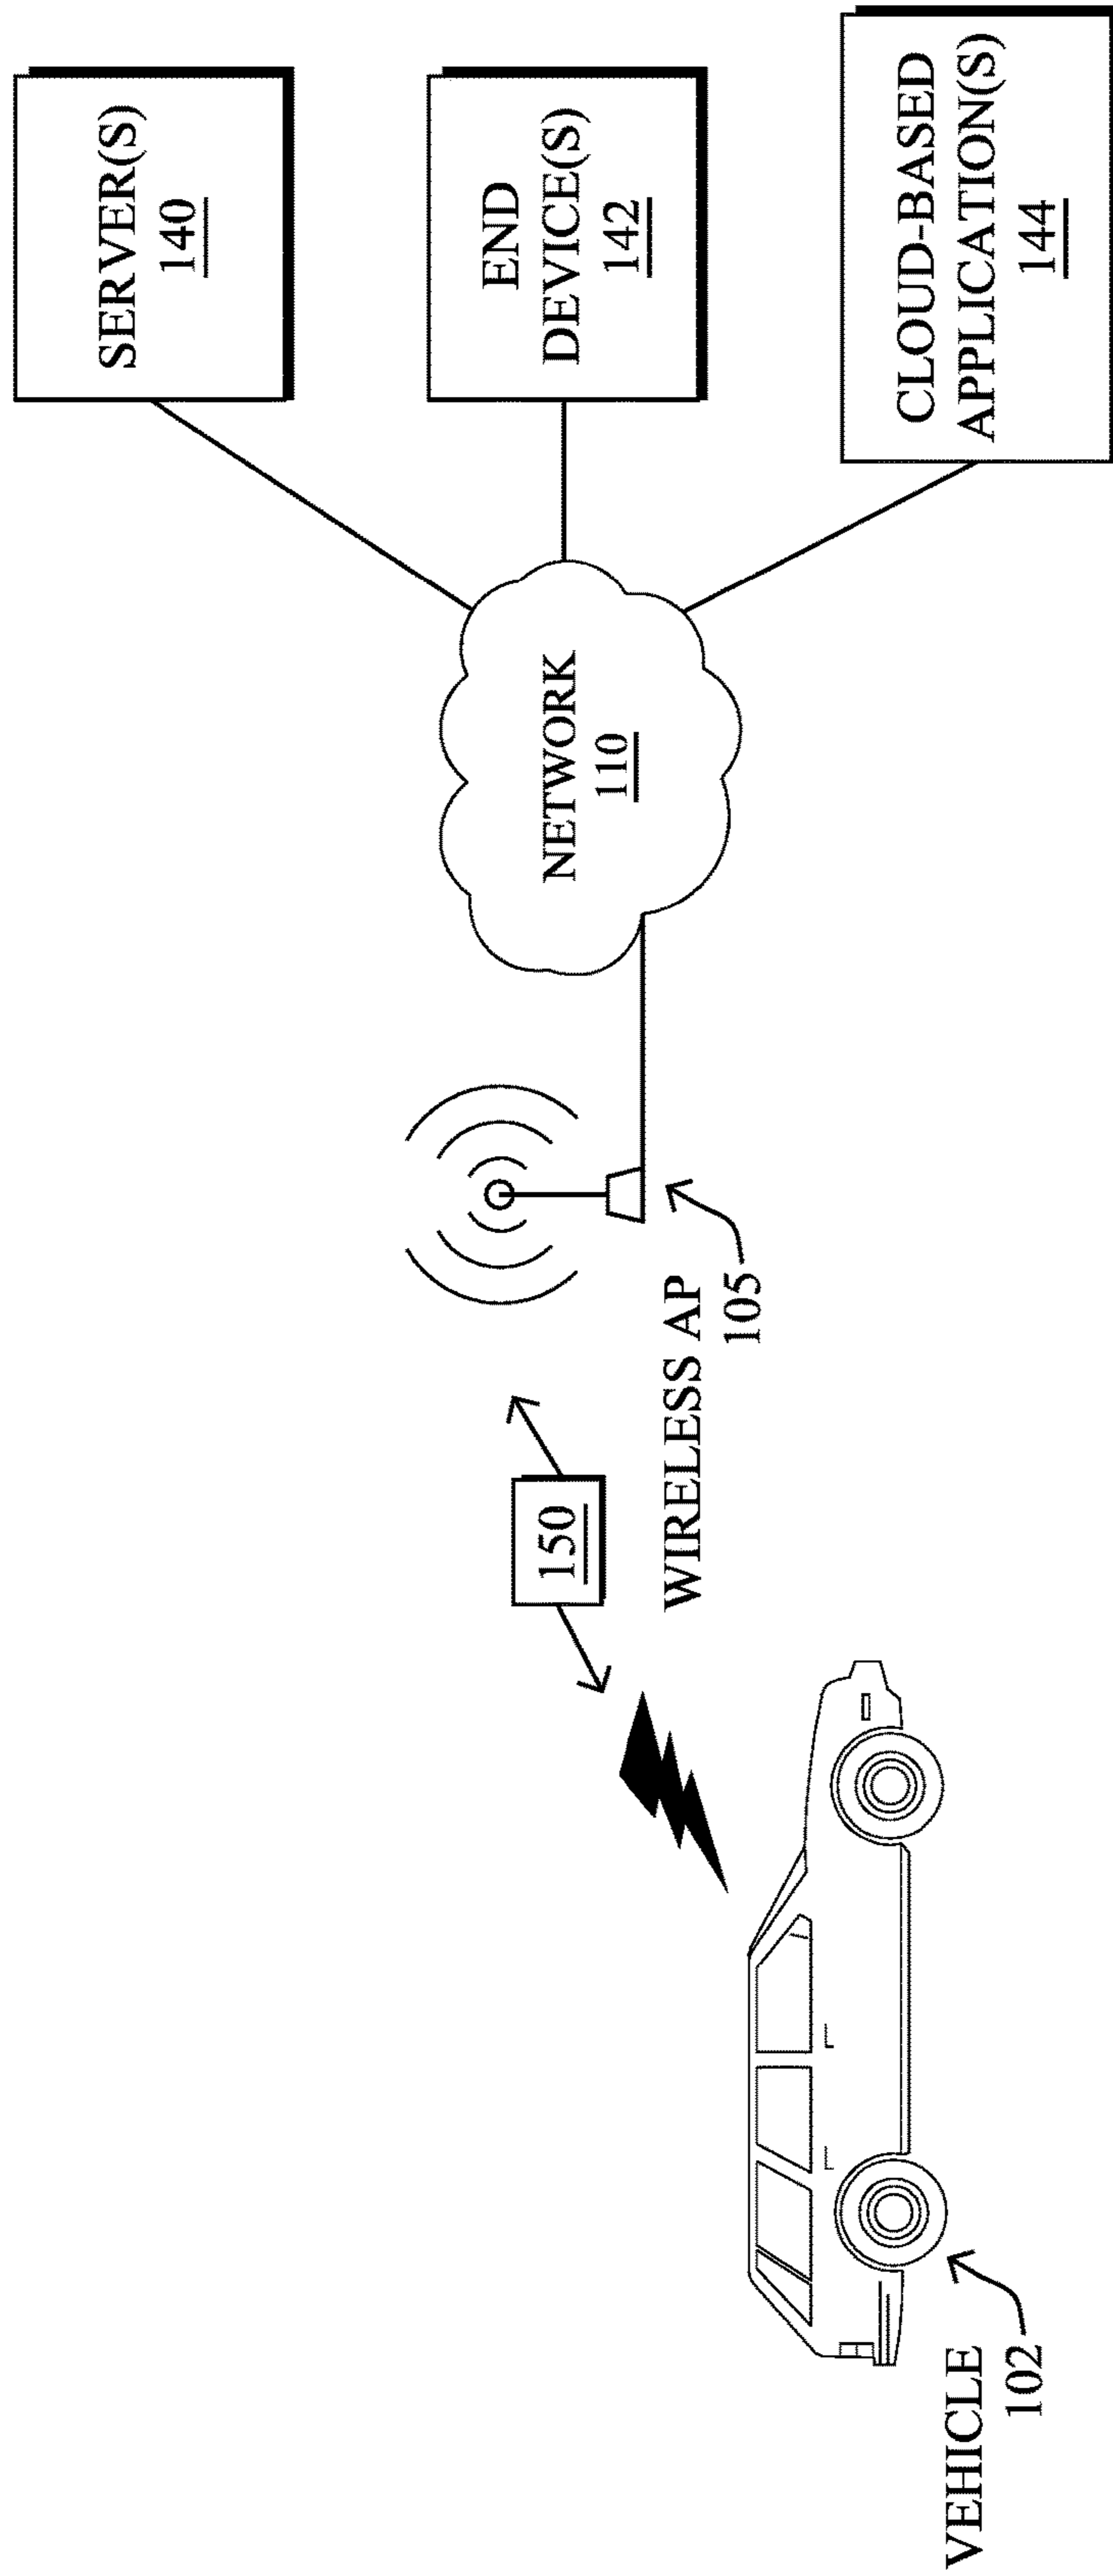 SERVER(S)
140
END
DEVICE(S)
142
CLOUD-BASED
APPLICATION(S)
144
NETWORK
110
WIRELESS AP
105
150
VEHICLE
102